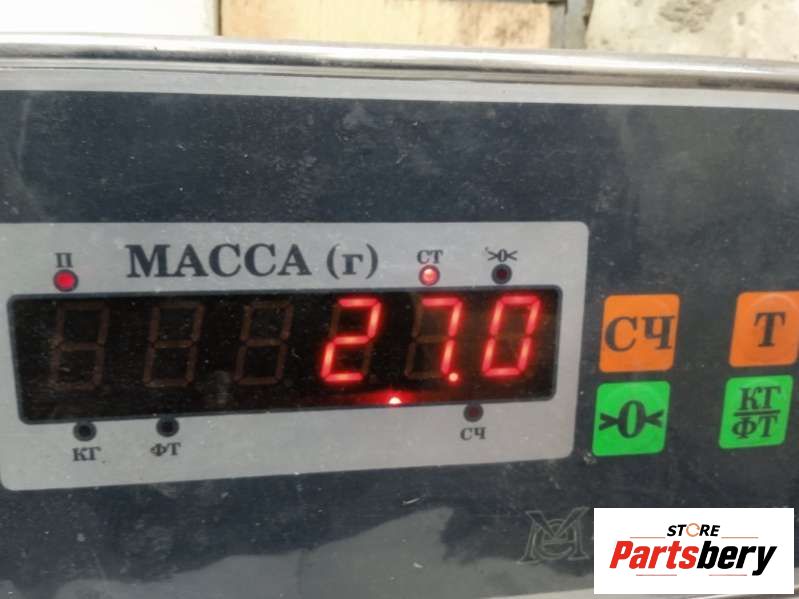 МАССА (г)
П
СТ
>0<
27.0
КГ
ФТ
СЧ
СЧ
Т
>0<
КГ
ФТ
STORE
Partsbery